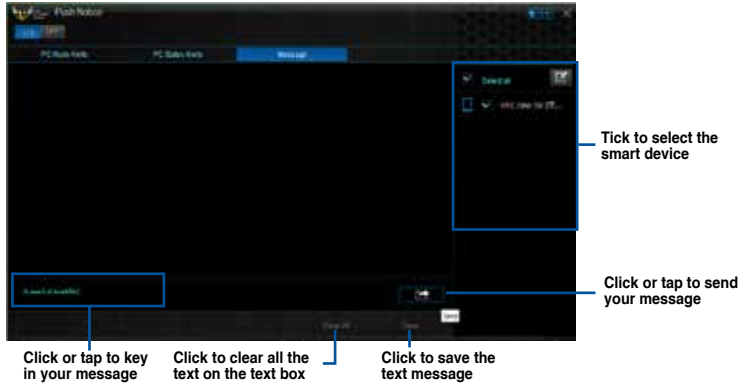 Push Notice
PC Mode Alerts
PC Status Alerts
Message
Select all
Tick to select the
smart device
Click or tap to send
your message
Send
Clear All
Save
Click or tap to key
in your message
Click to clear all the
text on the text box
Click to save the
text message